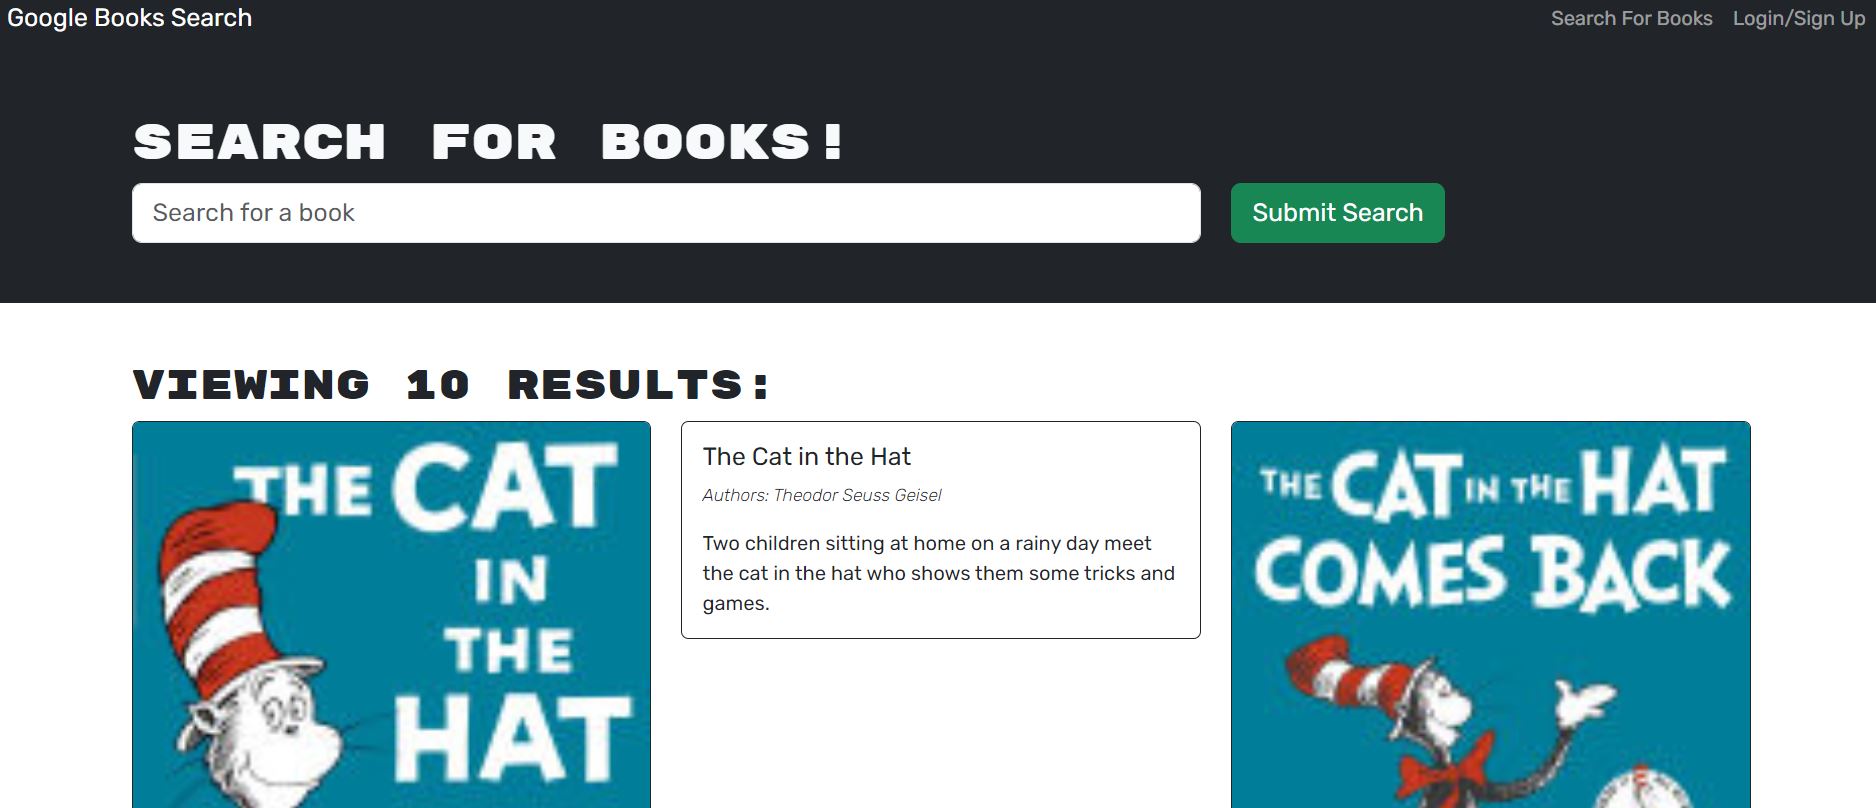 Google Books Search
Search For Books
Login/Sign Up
SEARCH FOR BOOKS!
Search for a book
Submit Search
VIEWING 10 RESULTS:
THE CAT
IN
THE
HAT
The Cat in the Hat
Authors: Theodor Seuss Geisel
Two children sitting at home on a rainy day meet
the cat in the hat who shows them some tricks and
games.
THE CAT IN THE HAT
COMES BACK